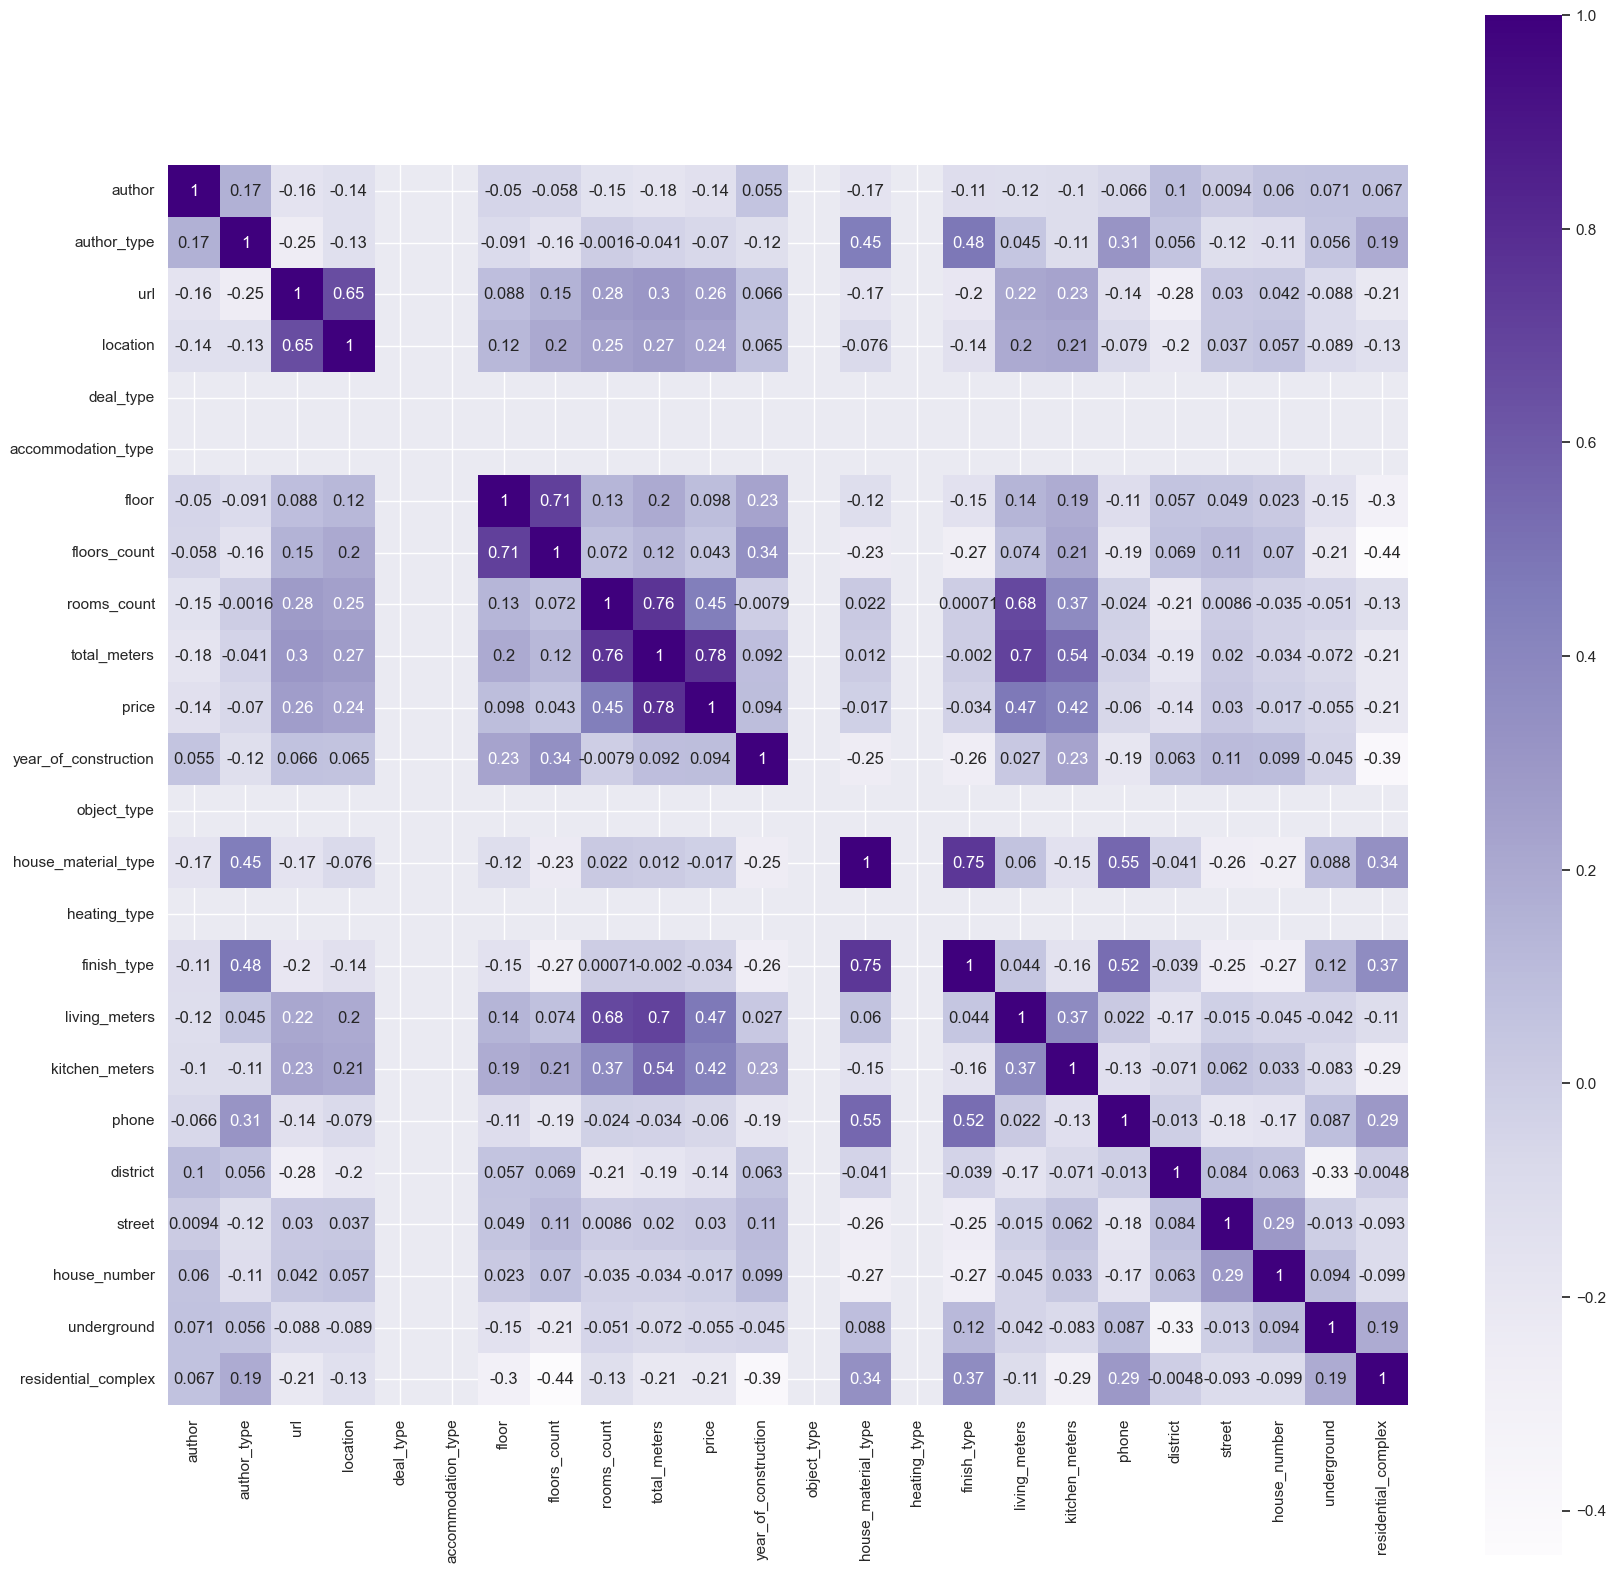 1.0
author 1 0.17 -0.16 -0.14 -0.05 -0.058 -0.15 -0.18 -0.14 0.055 -0.17 -0.11 -0.12 -0.1 -0.066 0.1 0.0094 0.06 0.071 0.067
author_type 0.17 1 -0.25 -0.13 -0.091 -0.16 -0.0016 -0.041 -0.07 -0.12 0.45 0.48 0.045 -0.11 0.31 0.056 -0.12 -0.11 0.056 0.19
0.8
url -0.16 -0.25 1 0.65 0.088 0.15 0.28 0.3 0.26 0.066 -0.17 -0.2 0.22 0.23 -0.14 -0.28 0.03 0.042 -0.088 -0.21
location -0.14 -0.13 0.65 1 0.12 0.2 0.25 0.27 0.24 0.065 -0.076 -0.14 0.2 0.21 -0.079 -0.2 0.037 0.057 -0.089 -0.13
deal_type
accommodation_type
0.6
floor -0.05 -0.091 0.088 0.12 1 0.71 0.13 0.2 0.098 0.23 -0.12 -0.15 0.14 0.19 -0.11 0.057 0.049 0.023 -0.15 -0.3
floors_count -0.058 -0.16 0.15 0.2 0.71 1 0.072 0.12 0.043 0.34 -0.23 -0.27 0.074 0.21 -0.19 0.069 0.11 0.07 -0.21 -0.44
rooms_count -0.15 -0.0016 0.28 0.25 0.13 0.072 1 0.76 0.45 -0.0079 0.022 0.00071 0.68 0.37 -0.024 -0.21 0.0086 -0.035 -0.051 -0.13
total_meters -0.18 -0.041 0.3 0.27 0.2 0.12 0.76 1 0.78 0.092 0.012 -0.002 0.7 0.54 -0.034 -0.19 0.02 -0.034 -0.072 -0.21
0.4
price -0.14 -0.07 0.26 0.24 0.098 0.043 0.45 0.78 1 0.094 -0.017 -0.034 0.47 0.42 -0.06 -0.14 0.03 -0.017 -0.055 -0.21
year_of_construction 0.055 -0.12 0.066 0.065 0.23 0.34 -0.0079 0.092 0.094 1 -0.25 -0.26 0.027 0.23 -0.19 0.063 0.11 0.099 -0.045 -0.39
object_type
house_material_type -0.17 0.45 -0.17 -0.076 -0.12 -0.23 0.022 0.012 -0.017 -0.25 1 0.75 0.06 -0.15 0.55 -0.041 -0.26 -0.27 0.088 0.34
0.2
heating_type
finish_type -0.11 0.48 -0.2 -0.14 -0.15 -0.27 0.00071 -0.002 -0.034 -0.26 0.75 1 0.044 -0.16 0.52 -0.039 -0.25 -0.27 0.12 0.37
living_meters -0.12 0.045 0.22 0.2 0.14 0.074 0.68 0.7 0.47 0.027 0.06 0.044 1 0.37 0.022 -0.17 -0.015 -0.045 -0.042 -0.11
kitchen_meters -0.1 -0.11 0.23 0.21 0.19 0.21 0.37 0.54 0.42 0.23 -0.15 -0.16 0.37 1 -0.13 -0.071 0.062 0.033 -0.083 -0.29
0.0
phone -0.066 0.31 -0.14 -0.079 -0.11 -0.19 -0.024 -0.034 -0.06 -0.19 0.55 0.52 0.022 -0.13 1 -0.013 -0.18 -0.17 0.087 0.29
district 0.1 0.056 -0.28 -0.2 0.057 0.069 -0.21 -0.19 -0.14 0.063 -0.041 -0.039 -0.17 -0.071 -0.013 1 0.084 0.063 -0.33 -0.0048
street 0.0094 -0.12 0.03 0.037 0.049 0.11 0.0086 0.02 0.03 0.11 -0.26 -0.25 -0.015 0.062 -0.18 0.084 1 0.29 -0.013 -0.093
house_number 0.06 -0.11 0.042 0.057 0.023 0.07 -0.035 -0.034 -0.017 0.099 -0.27 -0.27 -0.045 0.033 -0.17 0.063 0.29 1 0.094 -0.099
−0.2
underground 0.071 0.056 -0.088 -0.089 -0.15 -0.21 -0.051 -0.072 -0.055 -0.045 0.088 0.12 -0.042 -0.083 0.087 -0.33 -0.013 0.094 1 0.19
residential_complex 0.067 0.19 -0.21 -0.13 -0.3 -0.44 -0.13 -0.21 -0.21 -0.39 0.34 0.37 -0.11 -0.29 0.29 -0.0048 -0.093 -0.099 0.19 1
−0.4
author
author_type
url
location
deal_type
accommodation_type
floor
floors_count
rooms_count
total_meters
price
year_of_construction
object_type
house_material_type
heating_type
finish_type
living_meters
kitchen_meters
phone
district
street
house_number
underground
residential_complex